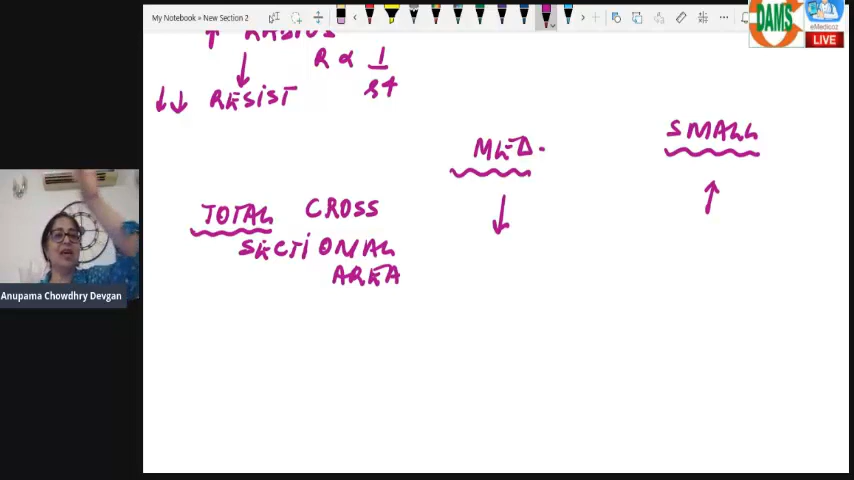 My Notebook > New Section 2
DAMS
eMedicoz
LIVE
↑ RADIUS
R ∝ 1
r4
↓↓ RESIST
MED.
SMALL
TOTAL CROSS
SECTIONAL
AREA
↓
↑
Anupama Chowdhry Devgan